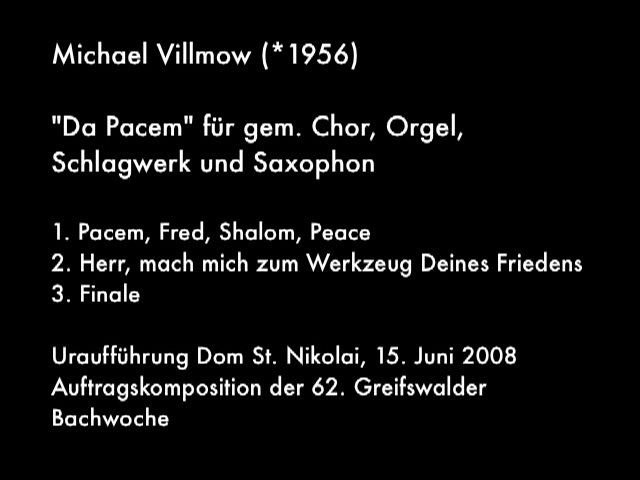 Michael Villmow (*1956)
"Da Pacem" für gem. Chor, Orgel,
Schlagwerk und Saxophon
1. Pacem, Fred, Shalom, Peace
2. Herr, mach mich zum Werkzeug Deines Friedens
3. Finale
Uraufführung Dom St. Nikolai, 15. Juni 2008
Auftragskomposition der 62. Greifswalder
Bachwoche